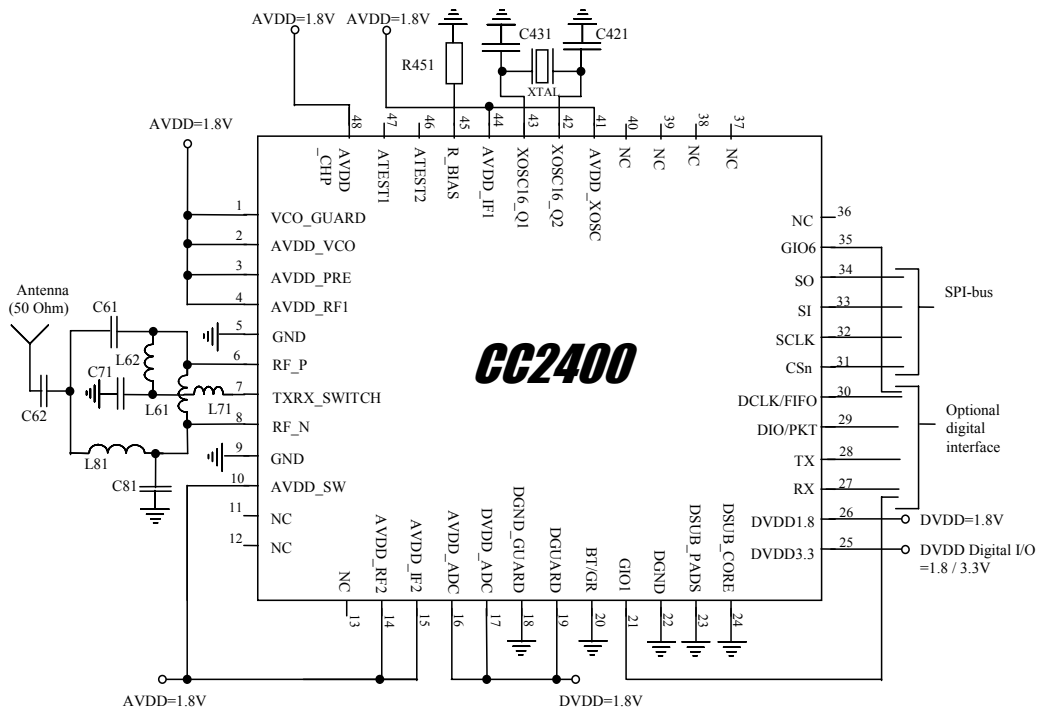 AVDD=1.8V
AVDD=1.8V
C431
C421
R451
XTAL
AVDD=1.8V
48
47
46
45
44
43
42
41
40
39
38
37
AVDD
_CHP
ATEST1
ATEST2
R_BIAS
AVDD_IF1
XOSC16_Q1
XOSC16_Q2
AVDD_XOSC
NC
NC
NC
NC
1
VCO_GUARD
2
AVDD_VCO
3
AVDD_PRE
4
AVDD_RF1
5
GND
6
RF_P
7
TXRX_SWITCH
8
RF_N
9
GND
10
AVDD_SW
11
NC
12
NC
Antenna
(50 Ohm)
C61
L62
C71
L61
L71
C62
L81
C81
CC2400
NC
36
GIO6
35
SO
34
SI
33
SCLK
32
CSn
31
DCLK/FIFO
30
DIO/PKT
29
TX
28
RX
27
DVDD1.8
26
DVDD3.3
25
SPI-bus
Optional
digital
interface
DVDD=1.8V
DVDD Digital I/O
=1.8 / 3.3V
NC
AVDD_RF2
AVDD_IF2
AVDD_ADC
DVDD_ADC
DGND_GUARD
DGUARD
BT/GR
GIO1
DGND
DSUB_PADS
DSUB_CORE
13
14
15
16
17
18
19
20
21
22
23
24
AVDD=1.8V
DVDD=1.8V